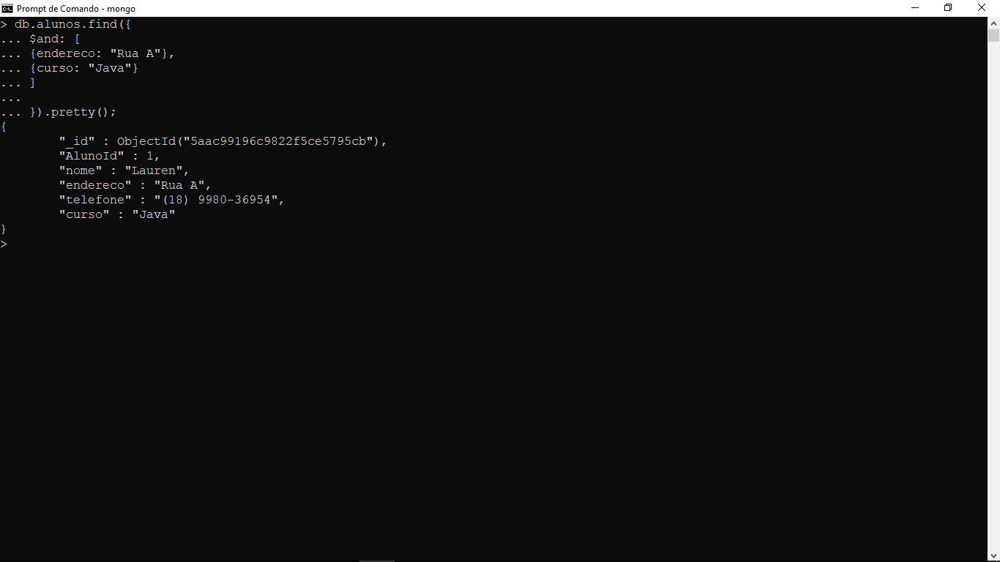 Prompt de Comando - mongo
> db.alunos.find({
... $and: [
... {endereco: "Rua A"},
... {curso: "Java"}
... ]
...
... }).pretty();
{
        "_id" : ObjectId("5aac99196c9822f5ce5795cb"),
        "AlunoId" : 1,
        "nome" : "Lauren",
        "endereco" : "Rua A",
        "telefone" : "(18) 9980-36954",
        "curso" : "Java"
}
>